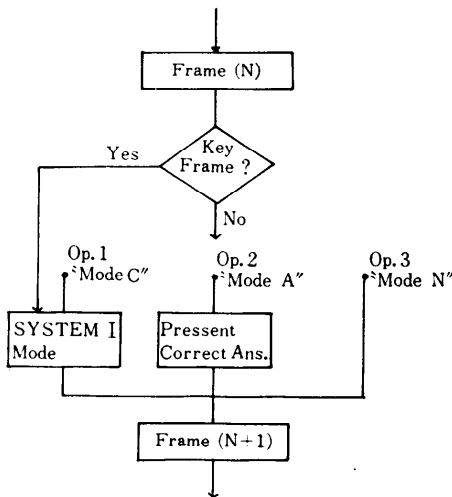 Frame (N)
Key
Frame ?
Yes
No
Op. 1
"Mode C"
Op. 2
"Mode A"
Op. 3
"Mode N"
SYSTEM I
Mode
Pressent
Correct Ans.
Frame (N+1)